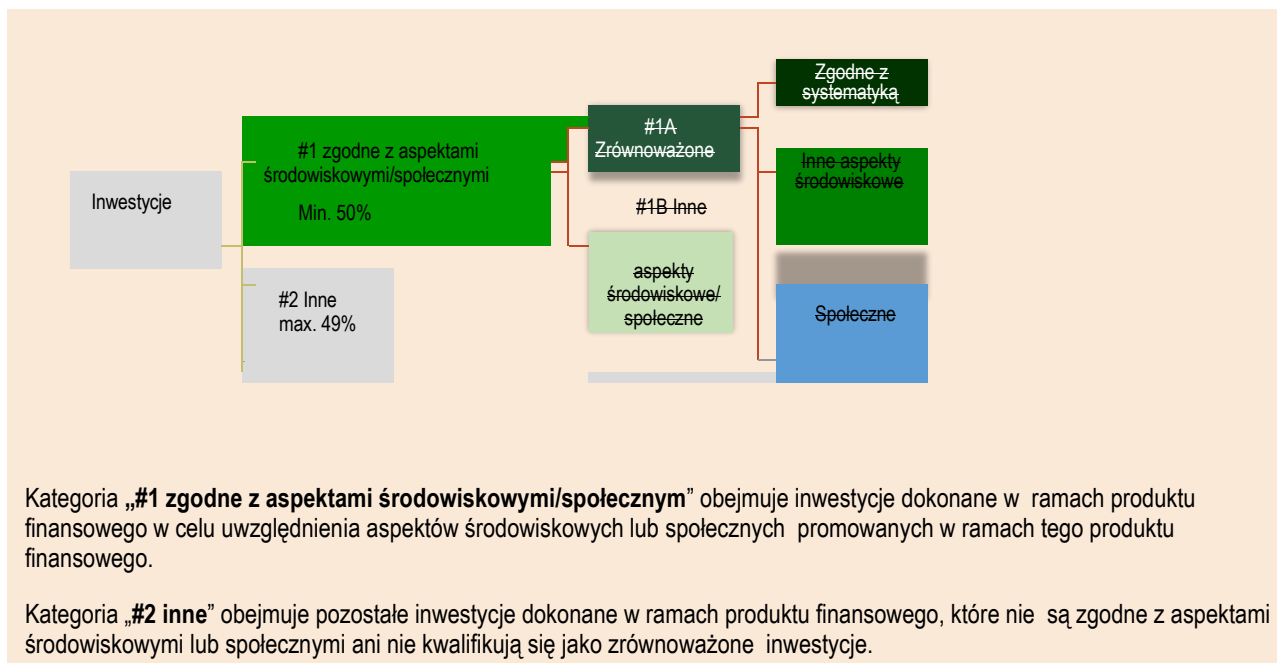 Inwestycje
#1 zgodne z aspektami
środowiskowymi/społecznymi
Min. 50%
#2 Inne
max. 49%
#1A
Zrównoważone
#1B Inne
aspekty
środowiskowe/
społeczne
Zgodne z
systematyką
Inne aspekty
środowiskowe
Społeczne
Kategoria „#1 zgodne z aspektami środowiskowymi/społecznym” obejmuje inwestycje dokonane w ramach produktu
finansowego w celu uwzględnienia aspektów środowiskowych lub społecznych promowanych w ramach tego produktu
finansowego.
Kategoria „#2 inne” obejmuje pozostałe inwestycje dokonane w ramach produktu finansowego, które nie są zgodne z aspektami
środowiskowymi lub społecznymi ani nie kwalifikują się jako zrównoważone inwestycje.